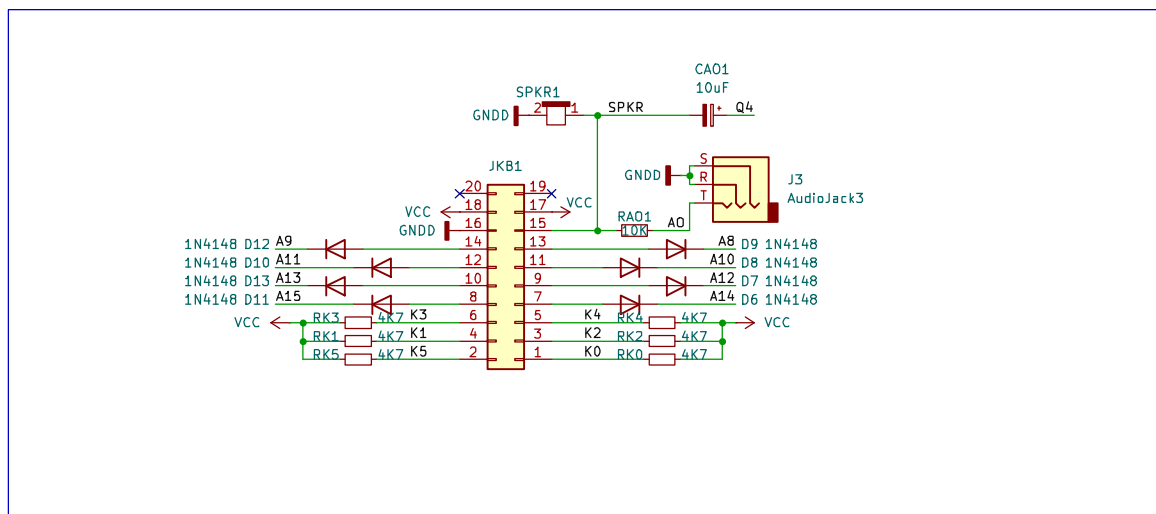 CAO1
10uF
SPKR1
GNDD 2 1 SPKR + Q4
JKB1
GNDD S
R
T
J3
AudioJack3
20 19
VCC 18 17 VCC
GNDD 16 15 RAO1 10K AO
1N4148 D12 A9 14 13 A8 D9 1N4148
1N4148 D10 A11 12 11 A10 D8 1N4148
1N4148 D13 A13 10 9 A12 D7 1N4148
1N4148 D11 A15 8 7 A14 D6 1N4148
VCC RK3 4K7 K3 6 5 K4 RK4 4K7 VCC
RK1 4K7 K1 4 3 K2 RK2 4K7
RK5 4K7 K5 2 1 K0 RK0 4K7